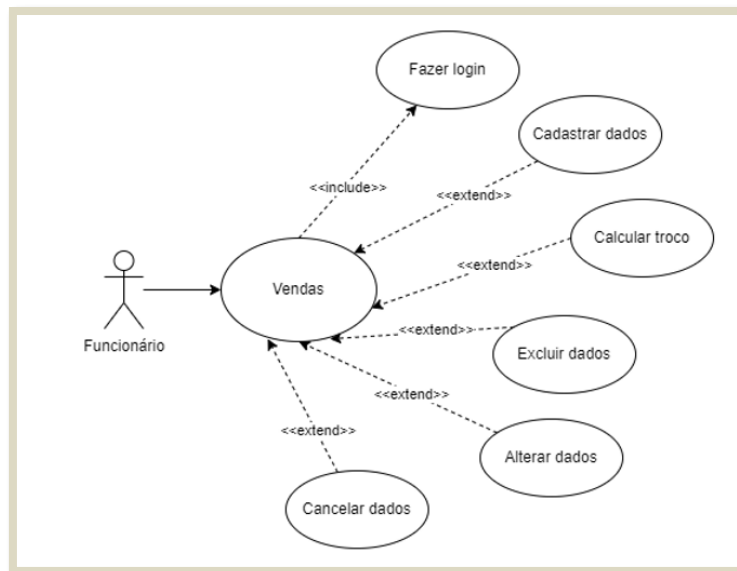 Fazer login
Cadastrar dados
<<include>>
<<extend>>
Calcular troco
<<extend>>
Vendas
<<extend>>
Funcionário
Excluir dados
<<extend>>
<<extend>>
Alterar dados
Cancelar dados